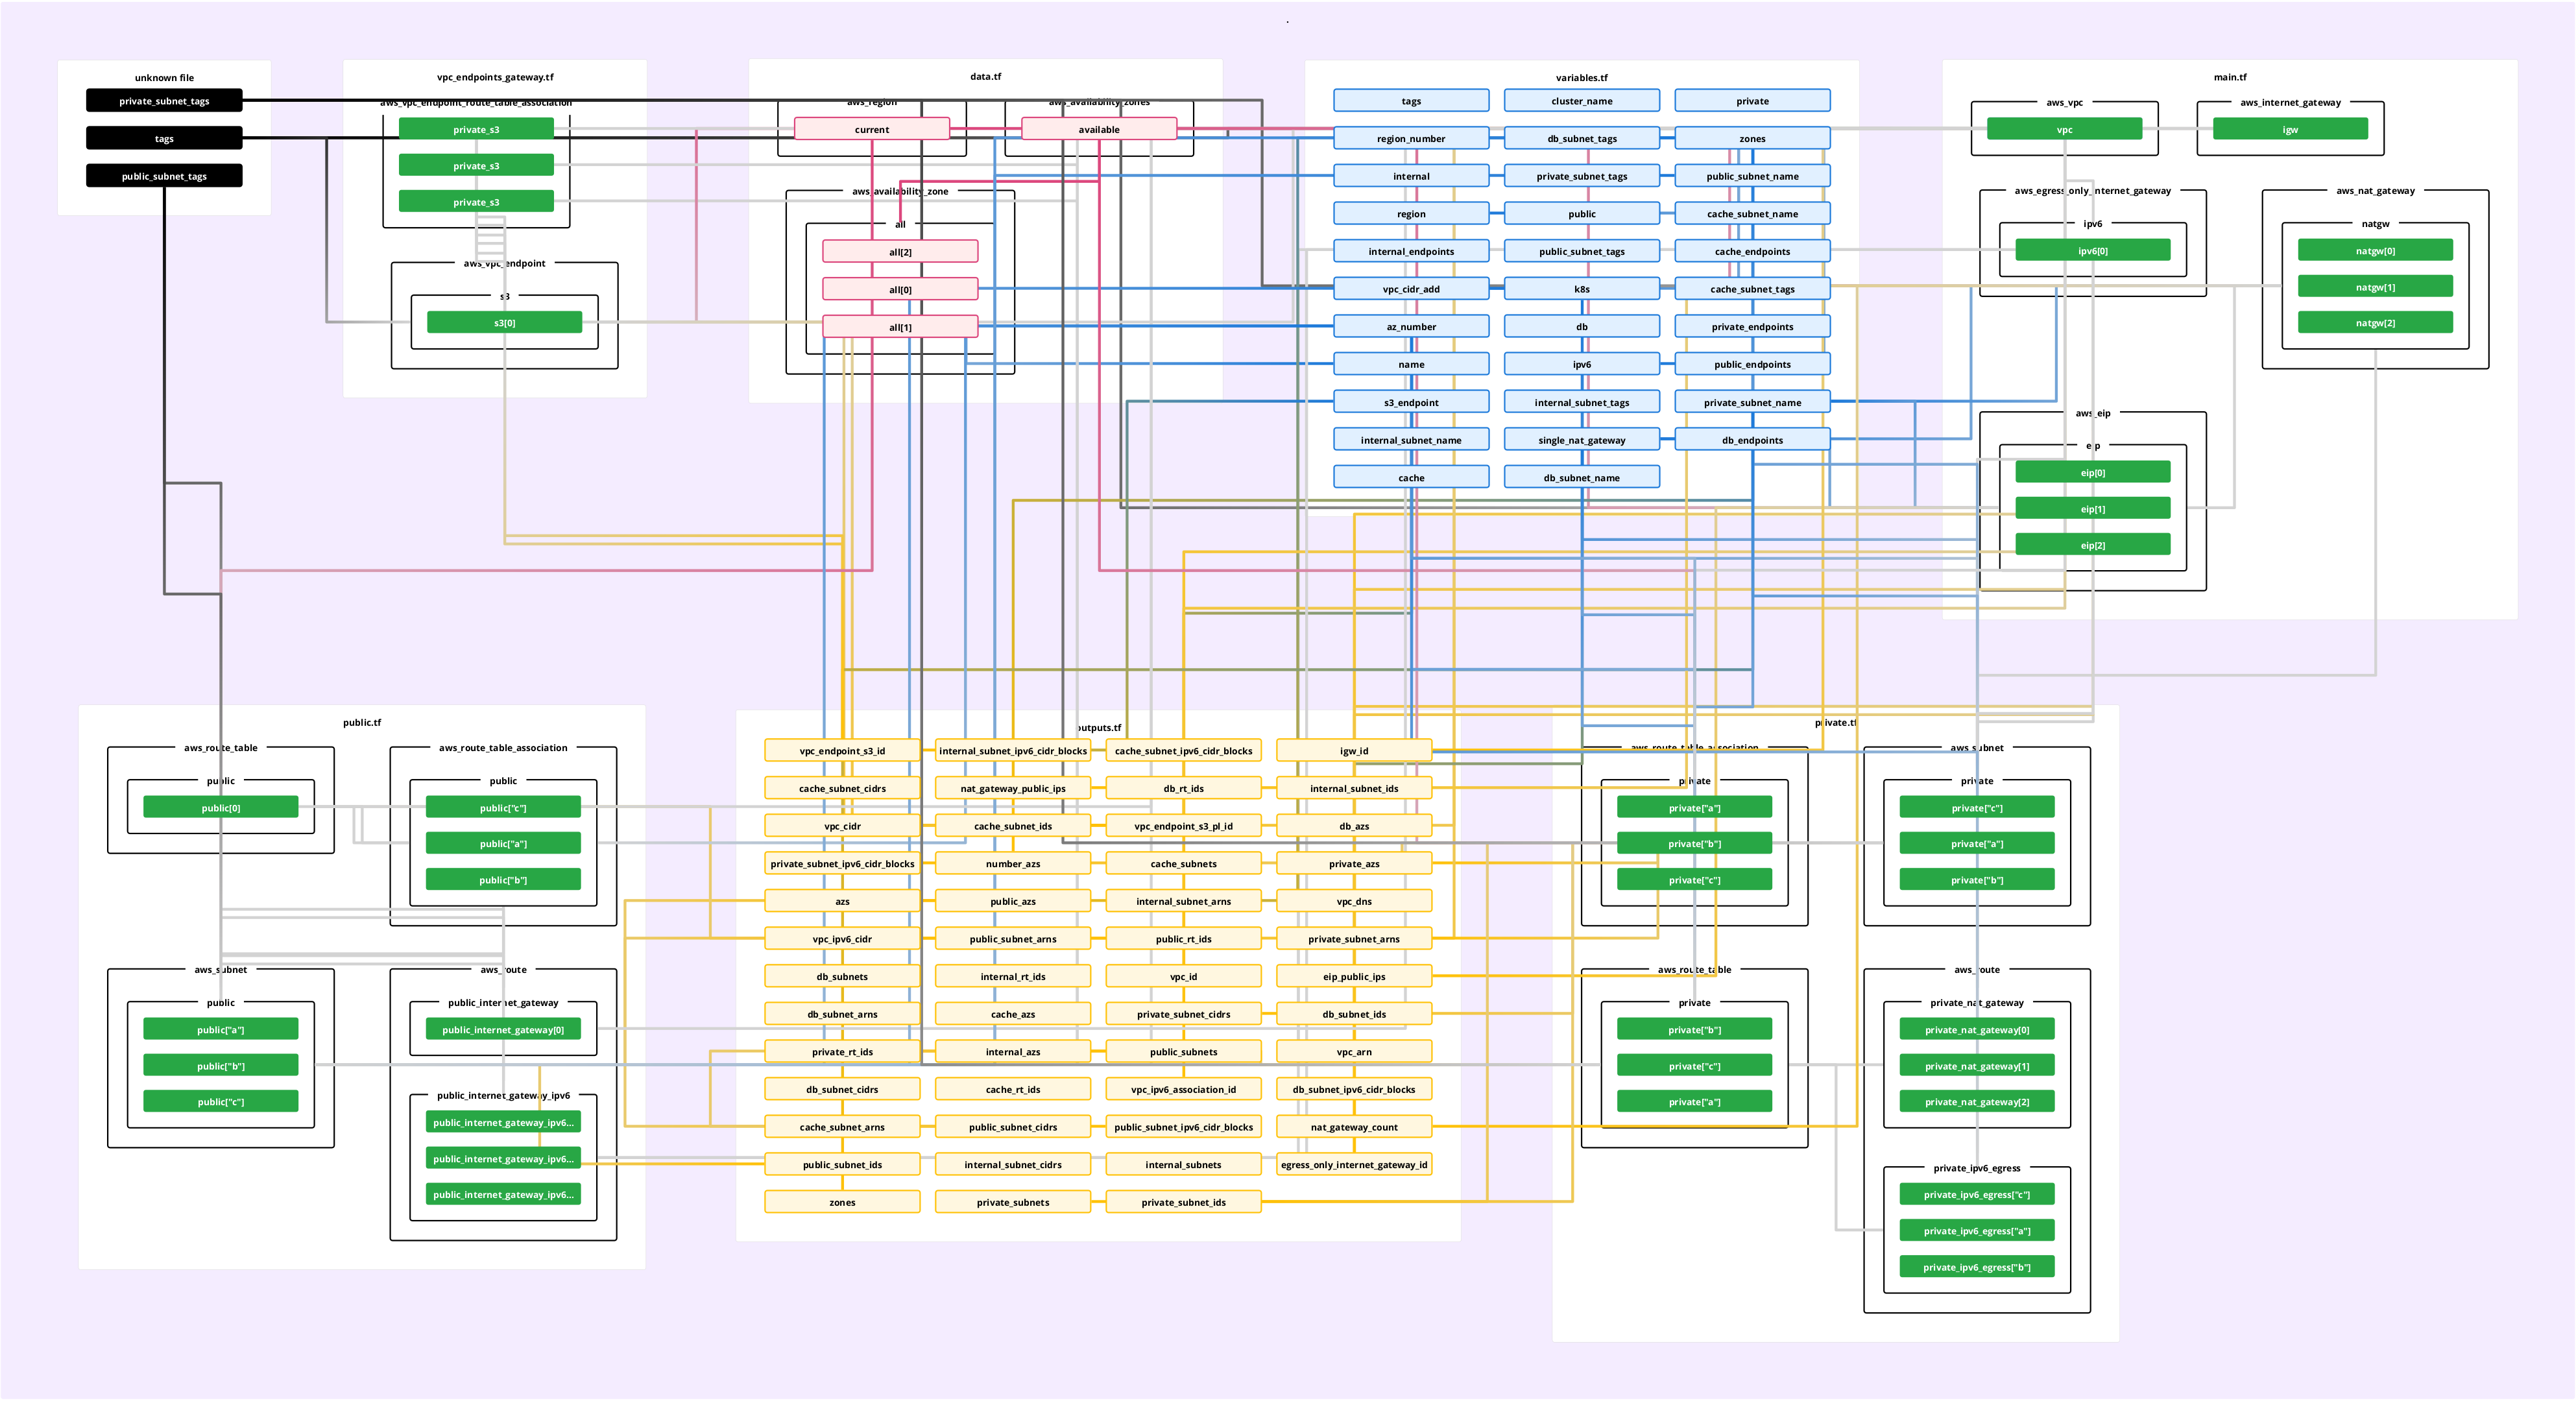 .
unknown file
private_subnet_tags
tags
public_subnet_tags
vpc_endpoints_gateway.tf
aws_vpc_endpoint_route_table_association
private_s3
private_s3
private_s3
aws_vpc_endpoint
s3
s3[0]
data.tf
aws_region
current
aws_availability_zones
available
aws_availability_zone
all
all[2]
all[0]
all[1]
variables.tf
tags cluster_name private
region_number db_subnet_tags zones
internal private_subnet_tags public_subnet_name
region public cache_subnet_name
internal_endpoints public_subnet_tags cache_endpoints
vpc_cidr_add k8s cache_subnet_tags
az_number db private_endpoints
name ipv6 public_endpoints
s3_endpoint internal_subnet_tags private_subnet_name
internal_subnet_name single_nat_gateway db_endpoints
cache db_subnet_name
main.tf
aws_vpc
vpc
aws_internet_gateway
igw
aws_egress_only_internet_gateway
ipv6
ipv6[0]
aws_nat_gateway
natgw
natgw[0]
natgw[1]
natgw[2]
aws_eip
eip
eip[0]
eip[1]
eip[2]
public.tf
aws_route_table
public
public[0]
aws_route_table_association
public
public["c"]
public["a"]
public["b"]
aws_subnet
public
public["a"]
public["b"]
public["c"]
aws_route
public_internet_gateway
public_internet_gateway[0]
public_internet_gateway_ipv6
public_internet_gateway_ipv6...
public_internet_gateway_ipv6...
public_internet_gateway_ipv6...
outputs.tf
vpc_endpoint_s3_id internal_subnet_ipv6_cidr_blocks cache_subnet_ipv6_cidr_blocks igw_id
cache_subnet_cidrs nat_gateway_public_ips db_rt_ids internal_subnet_ids
vpc_cidr cache_subnet_ids vpc_endpoint_s3_pl_id db_azs
private_subnet_ipv6_cidr_blocks number_azs cache_subnets private_azs
azs public_azs internal_subnet_arns vpc_dns
vpc_ipv6_cidr public_subnet_arns public_rt_ids private_subnet_arns
db_subnets internal_rt_ids vpc_id eip_public_ips
db_subnet_arns cache_azs private_subnet_cidrs db_subnet_ids
private_rt_ids internal_azs public_subnets vpc_arn
db_subnet_cidrs cache_rt_ids vpc_ipv6_association_id db_subnet_ipv6_cidr_blocks
cache_subnet_arns public_subnet_cidrs public_subnet_ipv6_cidr_blocks nat_gateway_count
public_subnet_ids internal_subnet_cidrs internal_subnets egress_only_internet_gateway_id
zones private_subnets private_subnet_ids
private.tf
aws_route_table_association
private
private["a"]
private["b"]
private["c"]
aws_subnet
private
private["c"]
private["a"]
private["b"]
aws_route_table
private
private["b"]
private["c"]
private["a"]
aws_route
private_nat_gateway
private_nat_gateway[0]
private_nat_gateway[1]
private_nat_gateway[2]
private_ipv6_egress
private_ipv6_egress["c"]
private_ipv6_egress["a"]
private_ipv6_egress["b"]